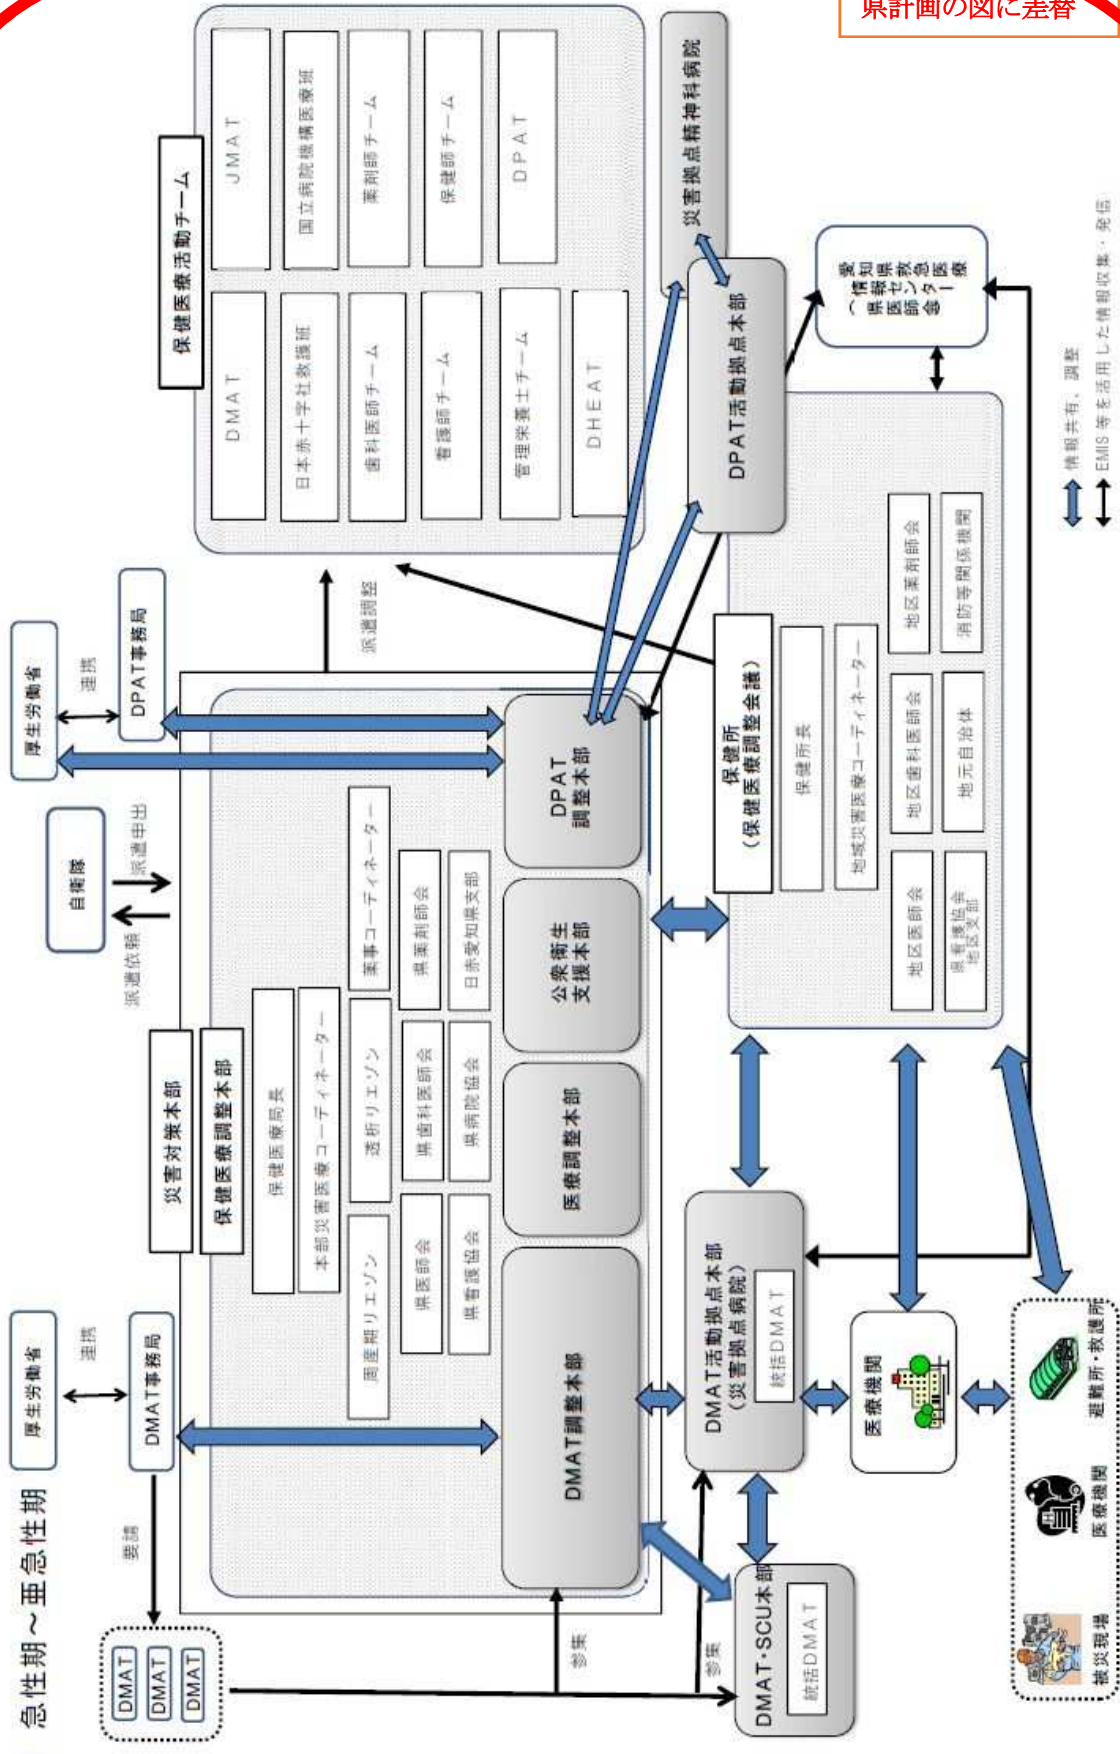 県計画の図に差替
急性期～亜急性期
厚生労働省
連携
DMAT事務局
要請
DMAT
DMAT
DMAT
参集
参集
自衛隊
派遣依頼
派遣申出
厚生労働省
連携
DPAT事務局
災害対策本部
保健医療調整本部
保健医療局長
本部災害医療コーディネーター
周産期リエゾン
透析リエゾン
薬事コーディネーター
県医師会
県歯科医師会
県薬剤師会
県看護協会
県病院協会
日赤愛知県支部
DMAT調整本部
医療調整本部
公衆衛生
支援本部
DPAT
調整本部
派遣調整
保健医療活動チーム
DMAT
JMAT
日本赤十字社救護班
国立病院機構医療班
歯科医師チーム
薬剤師チーム
看護師チーム
保健師チーム
管理栄養士チーム
DPAT
DHEAT
災害拠点精神科病院
DPAT活動拠点本部
愛知県救急医療
情報センター
（県医師会）
保健所
（保健医療調整会議）
保健所長
地域災害医療コーディネーター
地区医師会
地区歯科医師会
地区薬剤師会
県看護協会
地区支部
地元自治体
消防等関係機関
DMAT活動拠点本部
（災害拠点病院）
統括DMAT
DMAT・SCU本部
統括DMAT
医療機関
被災現場
医療機関
避難所・救護所
情報共有、調整
EMIS 等を活用した情報収集・発信